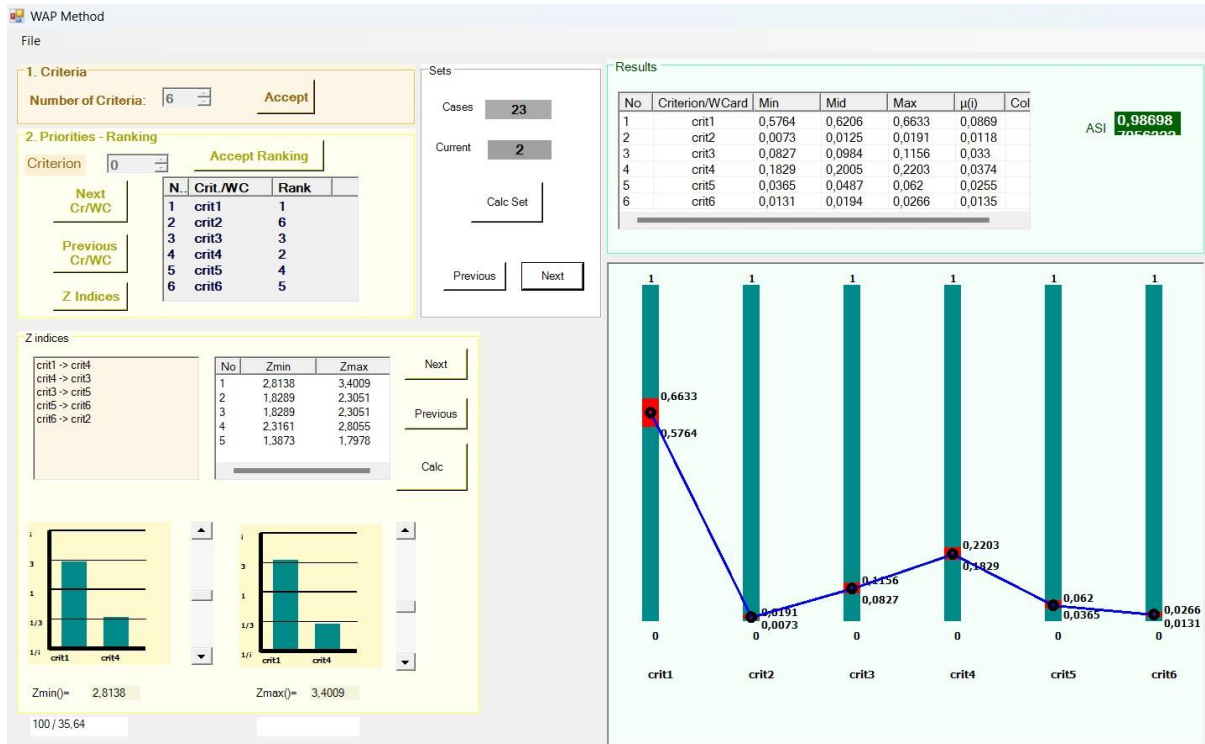 WAP Method
File
1. Criteria
Number of Criteria: 6 Accept
2. Priorities - Ranking
Criterion 0 Accept Ranking
Next Cr/WC
Previous Cr/WC
Z Indices
N.. Crit./WC Rank
1 crit1 1
2 crit2 6
3 crit3 3
4 crit4 2
5 crit5 4
6 crit6 5
Sets
Cases 23
Current 2
Calc Set
Previous Next
Results
No Criterion/WCard Min Mid Max µ(i) Col
1 crit1 0,5764 0,6206 0,6633 0,0869
2 crit2 0,0073 0,0125 0,0191 0,0118
3 crit3 0,0827 0,0984 0,1156 0,033
4 crit4 0,1829 0,2005 0,2203 0,0374
5 crit5 0,0365 0,0487 0,062 0,0255
6 crit6 0,0131 0,0194 0,0266 0,0135
ASI 0,98698
Z indices
crit1 -> crit4
crit4 -> crit3
crit3 -> crit5
crit5 -> crit6
crit6 -> crit2
No Zmin Zmax
1 2,8138 3,4009
2 1,8289 2,3051
3 1,8289 2,3051
4 2,3161 2,8055
5 1,3873 1,7978
Next
Previous
Calc
i
3
1
1/3
1/i
crit1 crit4
i
3
1
1/3
1/i
crit1 crit4
Zmin()= 2,8138
Zmax()= 3,4009
100 / 35,64
1 1 1 1 1 1
0,6633
0,5764
0,0191
0,0073
0,1156
0,0827
0,2203
0,1829
0,062
0,0365
0,0266
0,0131
0 0 0 0 0
crit1 crit2 crit3 crit4 crit5 crit6